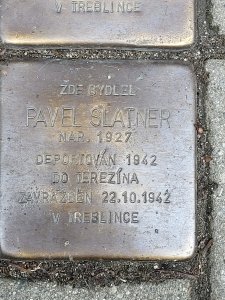 V TREBLINCE
ZDE BYDLEL
PAVEL SLATNER
NAR. 1927
DEPORTOVÁN 1942
DO TEREZÍNA
ZAVRAŽDĚN 22.10.1942
V TREBLINCE